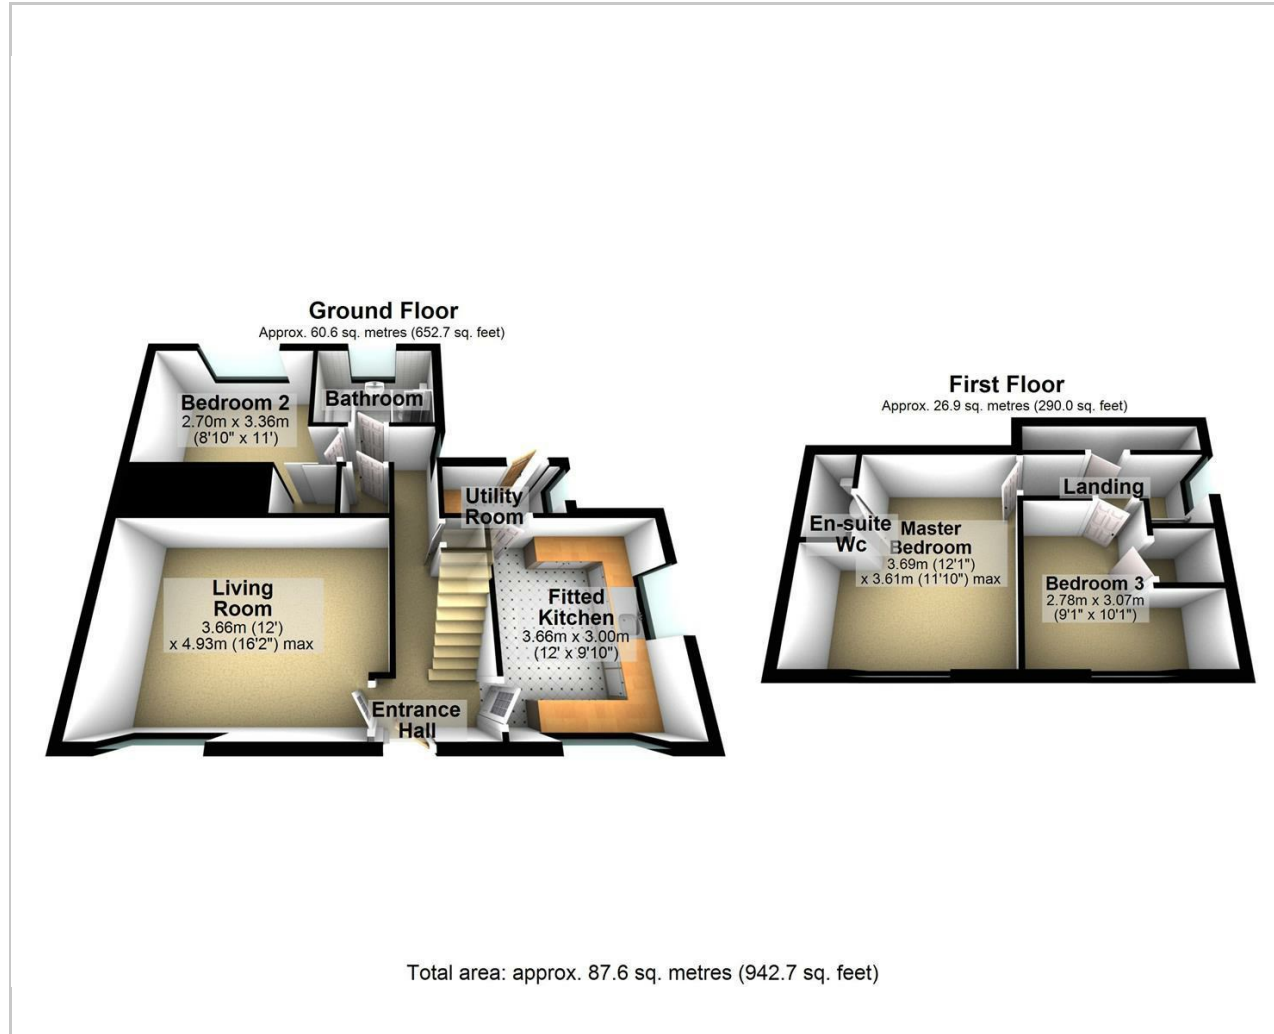 Ground Floor
Approx. 60.6 sq. metres (652.7 sq. feet)
Bedroom 2
2.70m x 3.36m
(8'10" x 11')
Bathroom
Utility
Room
Living
Room
3.66m (12')
x 4.93m (16'2") max
Fitted
Kitchen
3.66m x 3.00m
(12' x 9'10")
Entrance
Hall
First Floor
Approx. 26.9 sq. metres (290.0 sq. feet)
Landing
En-suite
Wc
Master
Bedroom
3.69m (12'1")
x 3.61m (11'10") max
Bedroom 3
2.78m x 3.07m
(9'1" x 10'1")
Total area: approx. 87.6 sq. metres (942.7 sq. feet)